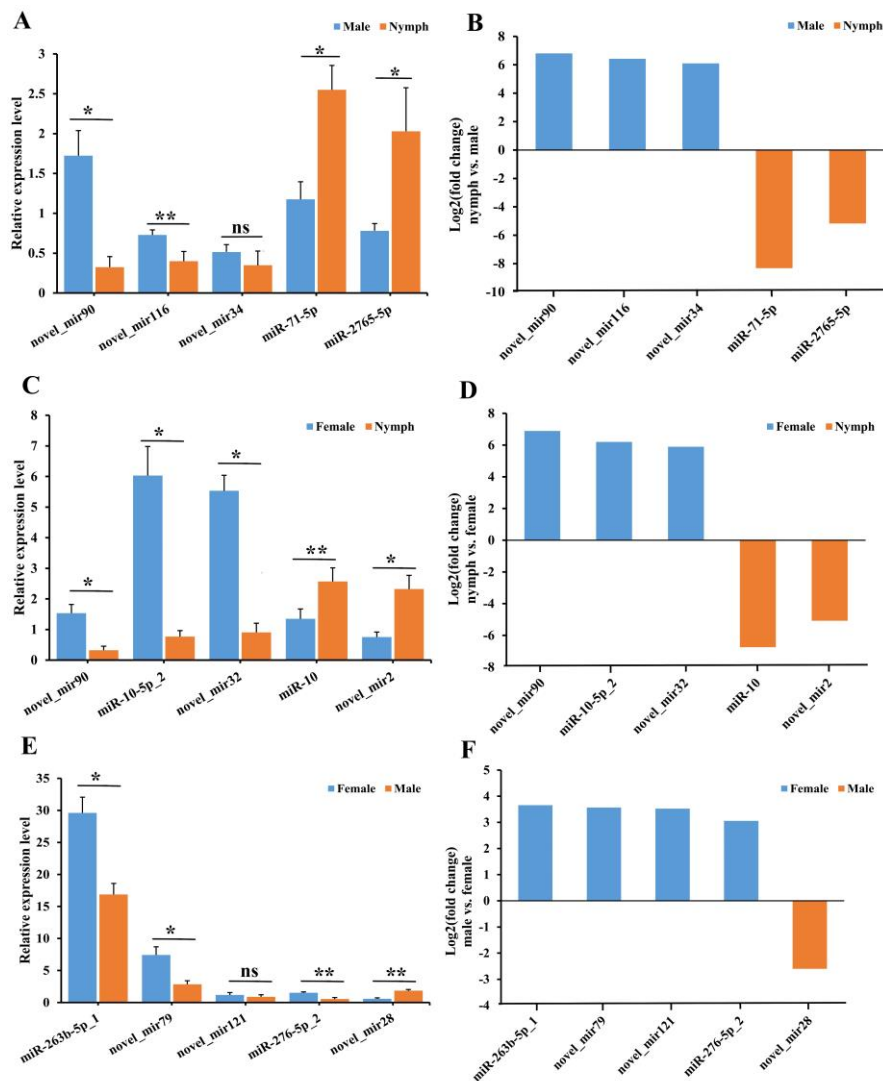 A
Male Nymph
Relative expression level
3
2.5
2
1.5
1
0.5
0
*
**
ns
*
*
novel_mir90
novel_mir116
novel_mir34
miR-71-5p
miR-2765-5p
B
Male Nymph
Log2(fold change)
nymph vs. male
8
6
4
2
0
-2
-4
-6
-8
-10
novel_mir90
novel_mir116
novel_mir34
miR-71-5p
miR-2765-5p
C
Female Nymph
Relative expression level
8
7
6
5
4
3
2
1
0
*
*
*
**
*
novel_mir90
miR-10-5p_2
novel_mir32
miR-10
novel_mir2
D
Female Nymph
Log2(fold change)
nymph vs. female
8
6
4
2
0
-2
-4
-6
-8
novel_mir90
miR-10-5p_2
novel_mir32
miR-10
novel_mir2
E
Female Male
Relative expression level
35
30
25
20
15
10
5
0
*
*
ns
**
**
miR-263b-5p_1
novel_mir79
novel_mir121
miR-276-5p_2
novel_mir28
F
Female Male
Log2(fold change)
male vs. female
5
4
3
2
1
0
-1
-2
-3
-4
miR-263b-5p_1
novel_mir79
novel_mir121
miR-276-5p_2
novel_mir28